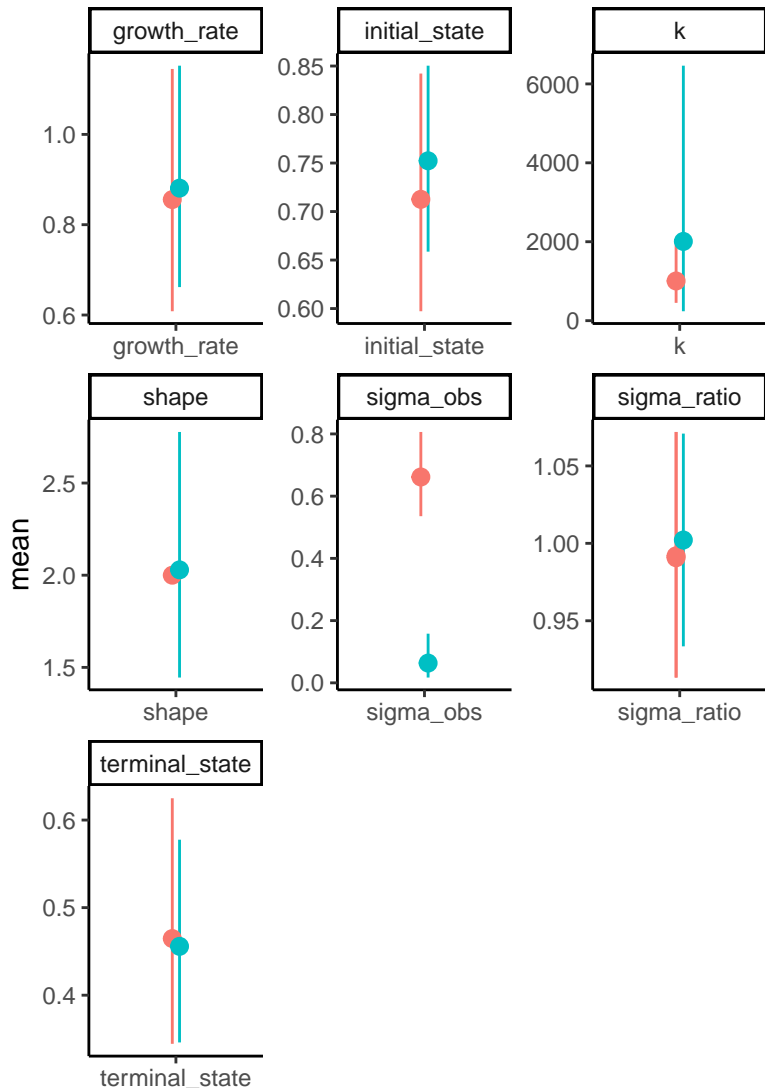 growth_rate
initial_state
k
1.0
0.8
0.6
0.85
0.80
0.75
0.70
0.65
0.60
6000
4000
2000
0
growth_rate
initial_state
k
shape
sigma_obs
sigma_ratio
mean
2.5
2.0
1.5
0.8
0.6
0.4
0.2
0.0
1.05
1.00
0.95
shape
sigma_obs
sigma_ratio
terminal_state
0.6
0.5
0.4
terminal_state